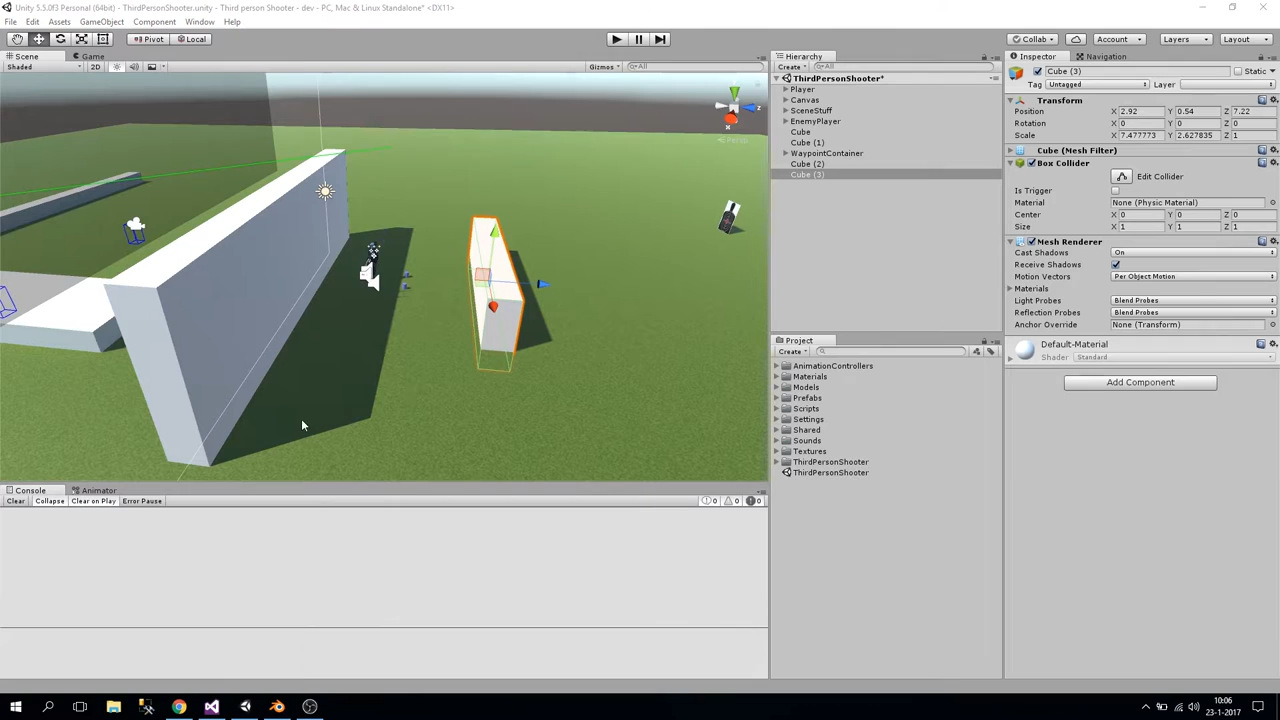 Unity 5.5.0f3 Personal (64bit) - ThirdPersonShooter.unity - Third person Shooter - dev - PC, Mac & Linux Standalone* <DX11>
File Edit Assets GameObject Component Window Help
Pivot Local Collab Account Layers Layout
Scene Game
Shaded 2D Gizmos All
Persp
Hierarchy
Create All
ThirdPersonShooter*
Player
Canvas
SceneStuff
EnemyPlayer
Cube
Cube (1)
WaypointContainer
Cube (2)
Cube (3)
Project
Create
AnimationControllers
Materials
Models
Prefabs
Scripts
Settings
Shared
Sounds
Textures
ThirdPersonShooter
ThirdPersonShooter
Inspector Navigation
Cube (3) Static
Tag Untagged Layer
Transform
Position X 2.92 Y 0.54 Z 7.22
Rotation X 0 Y 0 Z 0
Scale X 7.477773 Y 2.627835 Z 1
Cube (Mesh Filter)
Box Collider
Edit Collider
Is Trigger
Material None (Physic Material)
Center X 0 Y 0 Z 0
Size X 1 Y 1 Z 1
Mesh Renderer
Cast Shadows On
Receive Shadows
Motion Vectors Per Object Motion
Materials
Light Probes Blend Probes
Reflection Probes Blend Probes
Anchor Override None (Transform)
Default-Material
Shader Standard
Add Component
Console Animator
Clear Collapse Clear on Play Error Pause 0 0 0
10:06
23-1-2017